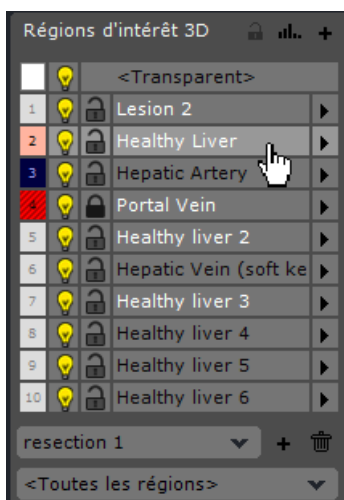 Régions d'intérêt 3D
<Transparent>
1 Lesion 2
2 Healthy Liver
3 Hepatic Artery
4 Portal Vein
5 Healthy liver 2
6 Hepatic Vein (soft ke
7 Healthy liver 3
8 Healthy liver 4
9 Healthy liver 5
10 Healthy liver 6
resection 1
<Toutes les régions>